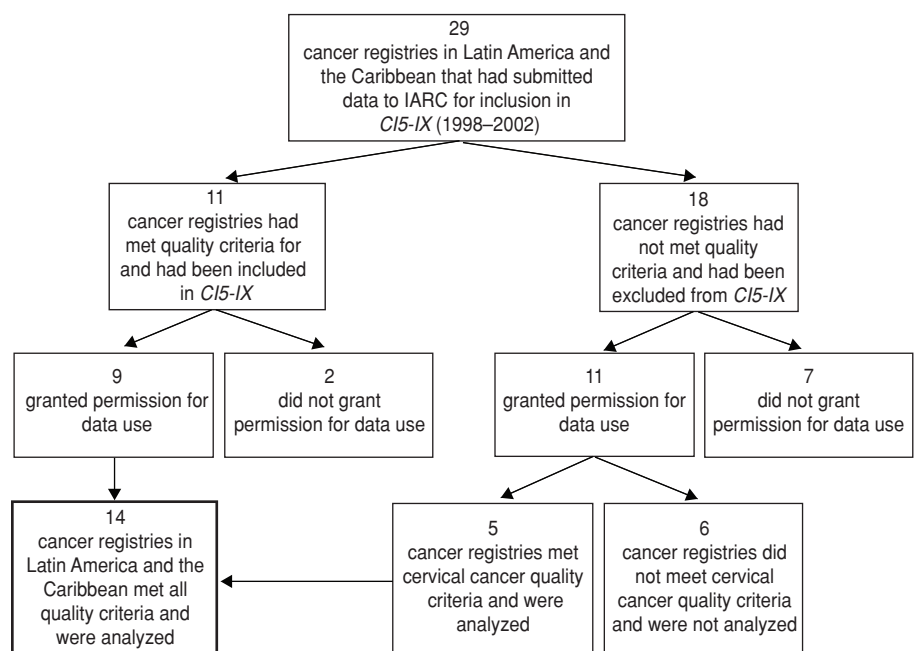 29
cancer registries in Latin America and
the Caribbean that had submitted
data to IARC for inclusion in
CI5-IX (1998–2002)
11
cancer registries had
met quality criteria for
and had been included
in CI5-IX
18
cancer registries had
not met quality
criteria and had been
excluded from CI5-IX
9
granted permission for
data use
2
did not grant
permission for data use
11
granted permission for
data use
7
did not grant
permission for data use
14
cancer registries in
Latin America and the
Caribbean met all
quality criteria and
were analyzed
5
cancer registries met
cervical cancer quality
criteria and were
analyzed
6
cancer registries did
not meet cervical
cancer quality criteria
and were not analyzed